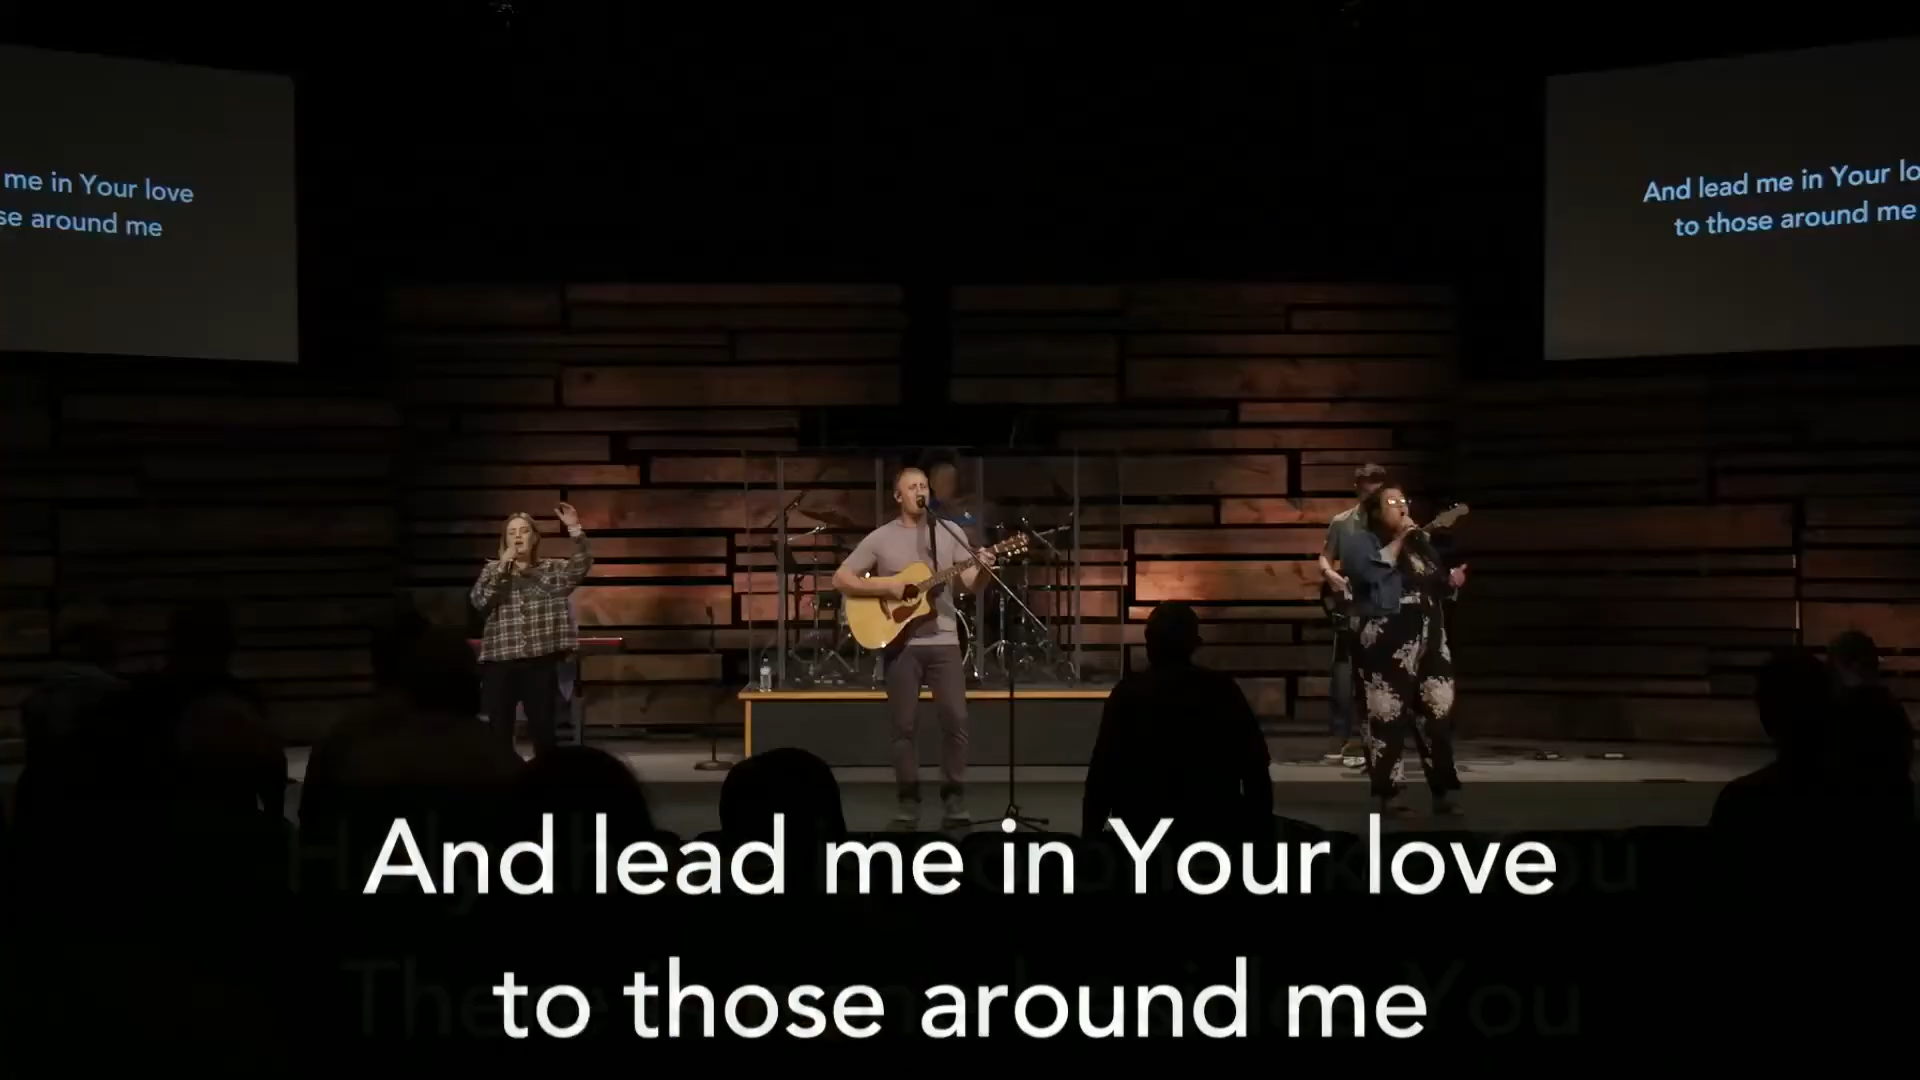 me in Your love
se around me
And lead me in Your lo
to those around me
And lead me in Your love
to those around me